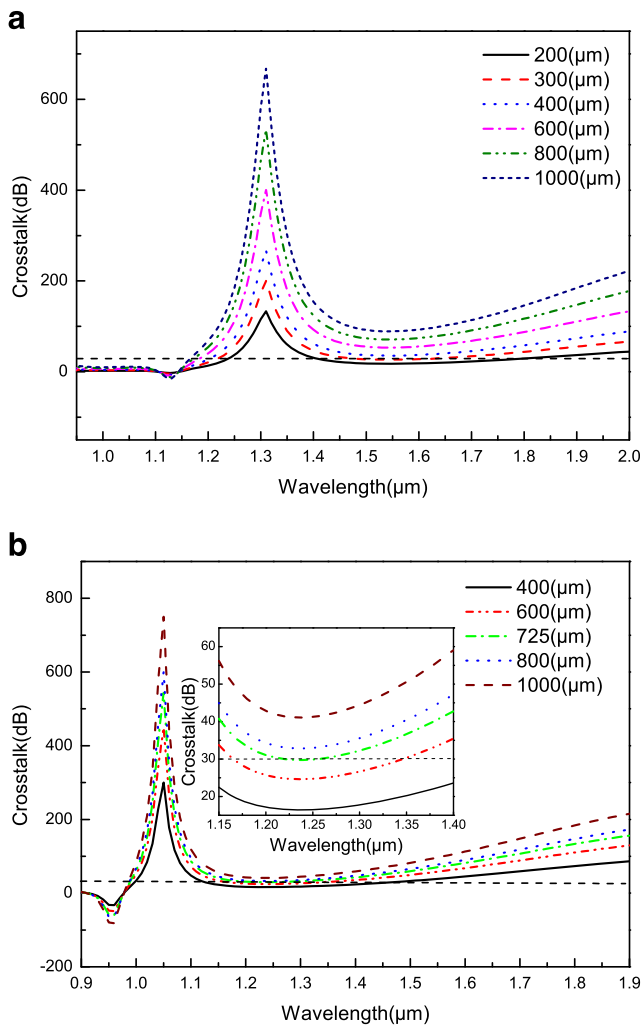 a
200(μm)
300(μm)
400(μm)
600(μm)
800(μm)
1000(μm)
600
400
200
0
Crosstalk(dB)
1.0 1.1 1.2 1.3 1.4 1.5 1.6 1.7 1.8 1.9 2.0
Wavelength(μm)
b
400(μm)
600(μm)
725(μm)
800(μm)
1000(μm)
800
600
400
200
0
-200
Crosstalk(dB)
60
50
40
30
20
Crosstalk(dB)
1.15 1.20 1.25 1.30 1.35 1.40
Wavelength(μm)
0.9 1.0 1.1 1.2 1.3 1.4 1.5 1.6 1.7 1.8 1.9
Wavelength(μm)